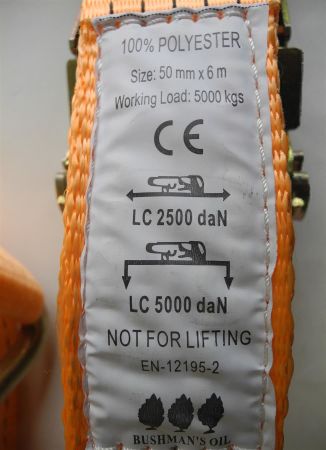 100% POLYESTER
Size: 50 mm x 6 m
Working Load: 5000 kgs
CE
LC 2500 daN
LC 5000 daN
NOT FOR LIFTING
EN-12195-2
BUSHMAN'S OIL